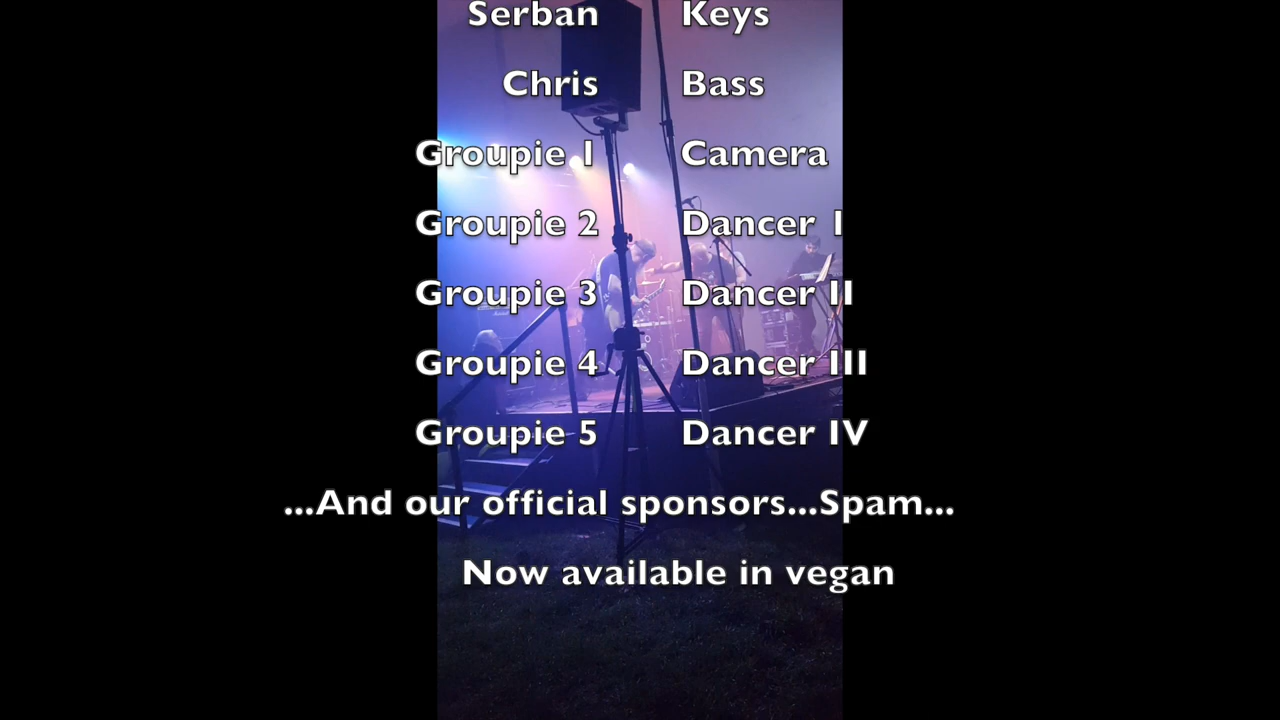 Serban Keys
Chris Bass
Groupie 1 Camera
Groupie 2 Dancer I
Groupie 3 Dancer II
Groupie 4 Dancer III
Groupie 5 Dancer IV
...And our official sponsors...Spam...
Now available in vegan